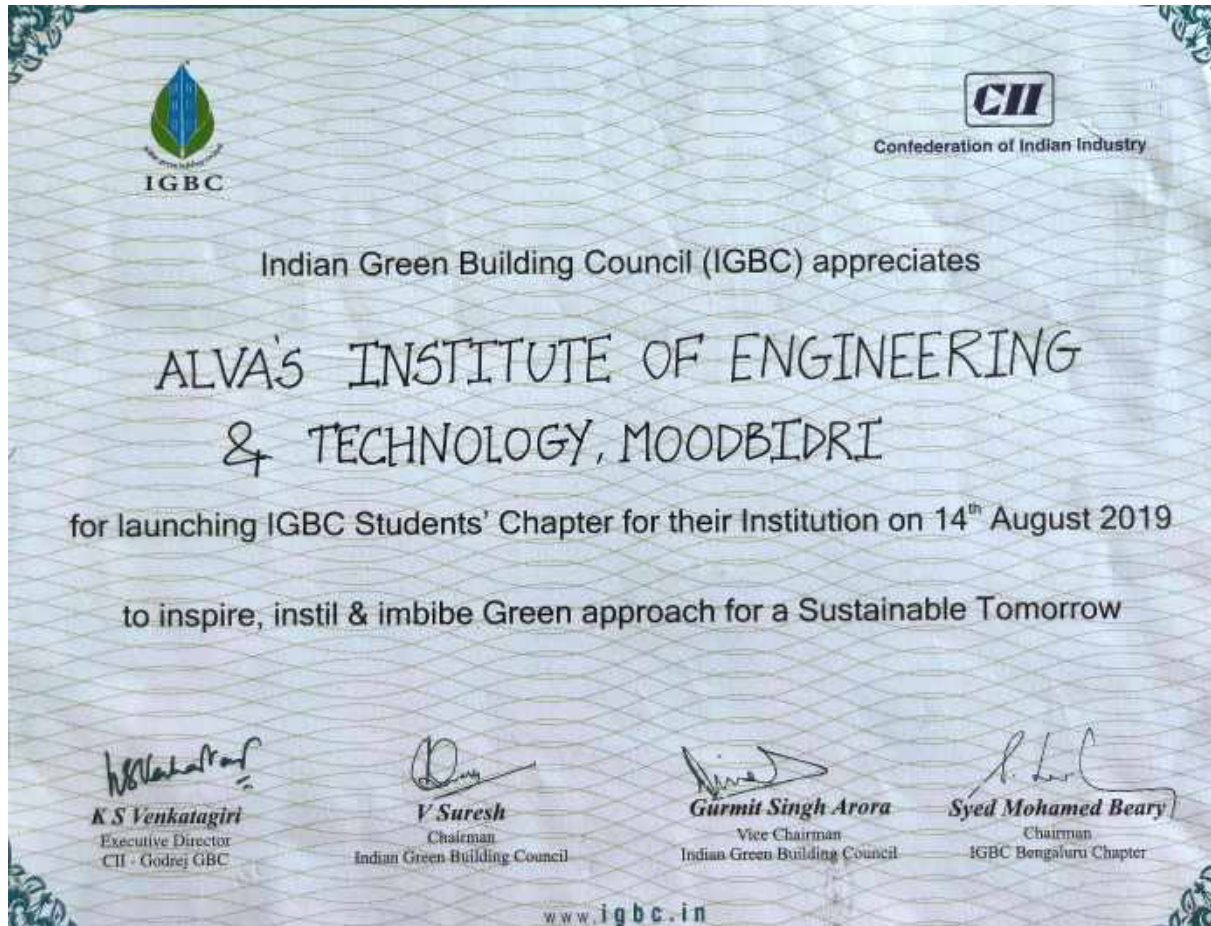 IGBC
CII
Confederation of Indian Industry
Indian Green Building Council (IGBC) appreciates
ALVA'S INSTITUTE OF ENGINEERING
& TECHNOLOGY, MOODBIDRI
for launching IGBC Students' Chapter for their Institution on 14th August 2019
to inspire, instil & imbibe Green approach for a Sustainable Tomorrow
K S Venkatagiri
Executive Director
CII - Godrej GBC
V Suresh
Chairman
Indian Green Building Council
Gurmit Singh Arora
Vice Chairman
Indian Green Building Council
Syed Mohamed Beary
Chairman
IGBC Bengaluru Chapter
www.igbc.in